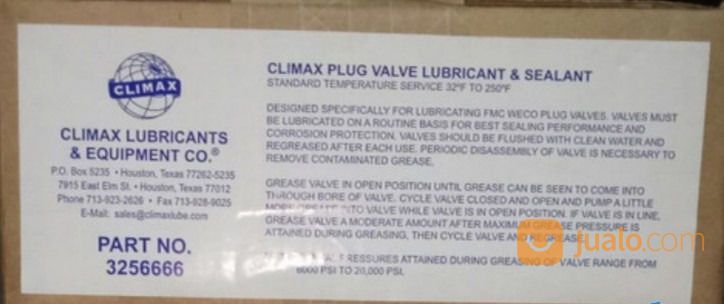 CLIMAX
CLIMAX LUBRICANTS
& EQUIPMENT CO.®
P.O. Box 5235 • Houston, Texas 77262-5235
7915 East Elm St. • Houston, Texas 77012
Phone 713-923-2626 • Fax 713-928-9025
E-Mail: sales@climaxlube.com
PART NO.
3256666
CLIMAX PLUG VALVE LUBRICANT & SEALANT
STANDARD TEMPERATURE SERVICE 32°F TO 250°F
DESIGNED SPECIFICALLY FOR LUBRICATING FMC WECO PLUG VALVES. VALVES MUST
BE LUBRICATED ON A ROUTINE BASIS FOR BEST SEALING PERFORMANCE AND
CORROSION PROTECTION. VALVES SHOULD BE FLUSHED WITH CLEAN WATER AND
REGREASED AFTER EACH USE. PERIODIC DISASSEMBLY OF VALVE IS NECESSARY TO
REMOVE CONTAMINATED GREASE.
GREASE VALVE IN OPEN POSITION UNTIL GREASE CAN BE SEEN TO COME INTO
THROUGH BORE OF VALVE. CYCLE VALVE CLOSED AND OPEN AND PUMP A LITTLE
MORE GREASE INTO VALVE WHILE VALVE IS IN OPEN POSITION. IF VALVE IS IN LINE,
GREASE VALVE A MODERATE AMOUNT AFTER MAXIMUM GREASE PRESSURE IS
ATTAINED DURING GREASING, THEN CYCLE VALVE AND REGREASE
PRESSURES ATTAINED DURING GREASING OF VALVE RANGE FROM
6000 PSI TO 20,000 PSI.
jualo.com